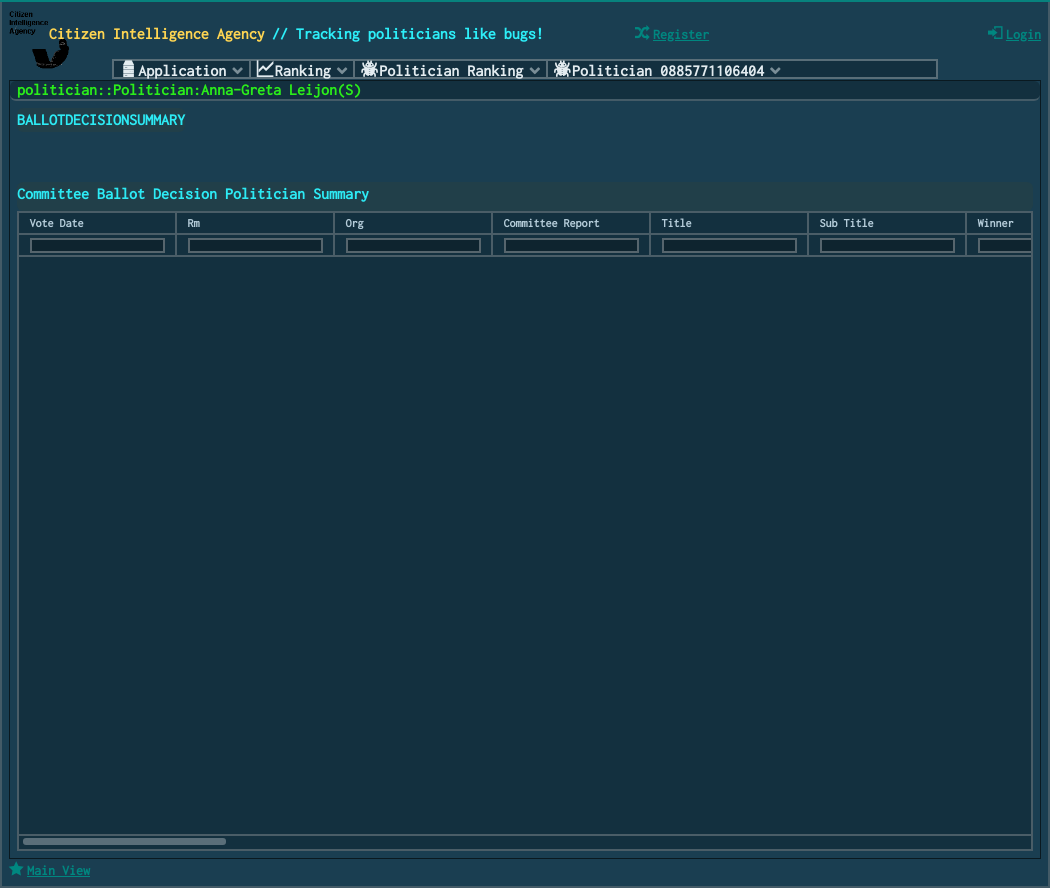 Citizen
Intelligence
Agency
Citizen Intelligence Agency // Tracking politicians like bugs!
Register
Login
Application
Ranking
Politician Ranking
Politician 0885771106404
politician::Politician:Anna-Greta Leijon(S)
BALLOTDECISIONSUMMARY
Committee Ballot Decision Politician Summary
Vote Date
Rm
Org
Committee Report
Title
Sub Title
Winner
Main View